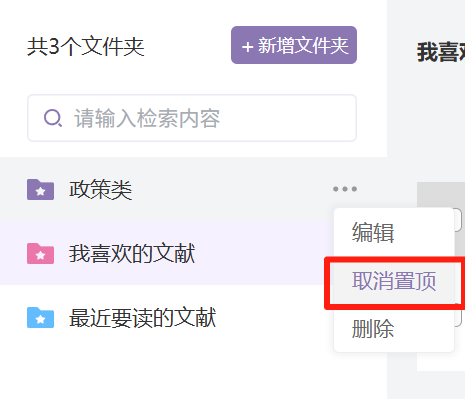 共3个文件夹
+ 新增文件夹
我喜欢
请输入检索内容
政策类
编辑
我喜欢的文献
取消置顶
最近要读的文献
删除